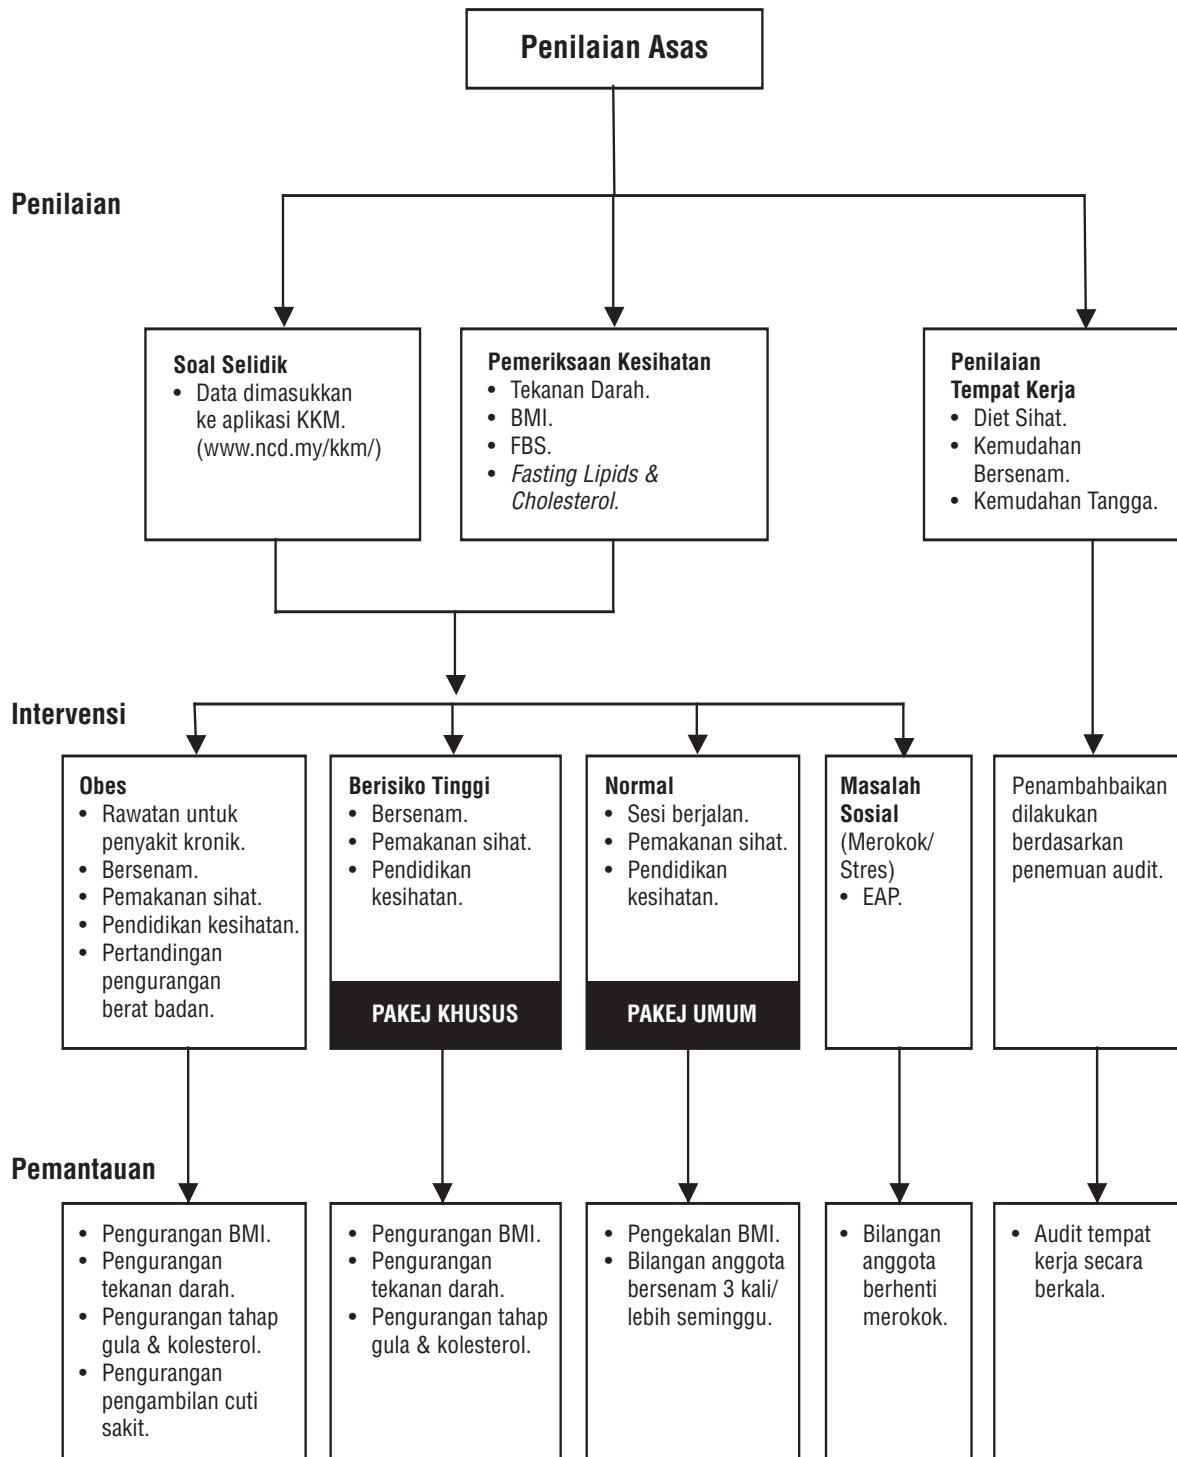 Penilaian Asas
Penilaian
Soal Selidik
• Data dimasukkan
ke aplikasi KKM.
(www.ncd.my/kkm/)
Pemeriksaan Kesihatan
• Tekanan Darah.
• BMI.
• FBS.
• Fasting Lipids &
Cholesterol.
Penilaian
Tempat Kerja
• Diet Sihat.
• Kemudahan
Bersenam.
• Kemudahan Tangga.
Intervensi
Obes
• Rawatan untuk
penyakit kronik.
• Bersenam.
• Pemakanan sihat.
• Pendidikan kesihatan.
• Pertandingan
pengurangan
berat badan.
Berisiko Tinggi
• Bersenam.
• Pemakanan sihat.
• Pendidikan
kesihatan.
PAKEJ KHUSUS
Normal
• Sesi berjalan.
• Pemakanan sihat.
• Pendidikan
kesihatan.
PAKEJ UMUM
Masalah
Sosial
(Merokok/
Stres)
• EAP.
Penambahbaikan
dilakukan
berdasarkan
penemuan audit.
Pemantauan
• Pengurangan BMI.
• Pengurangan
tekanan darah.
• Pengurangan tahap
gula & kolesterol.
• Pengurangan
pengambilan cuti
sakit.
• Pengurangan BMI.
• Pengurangan
tekanan darah.
• Pengurangan tahap
gula & kolesterol.
• Pengekalan BMI.
• Bilangan anggota
bersenam 3 kali/
lebih seminggu.
• Bilangan
anggota
berhenti
merokok.
• Audit tempat
kerja secara
berkala.